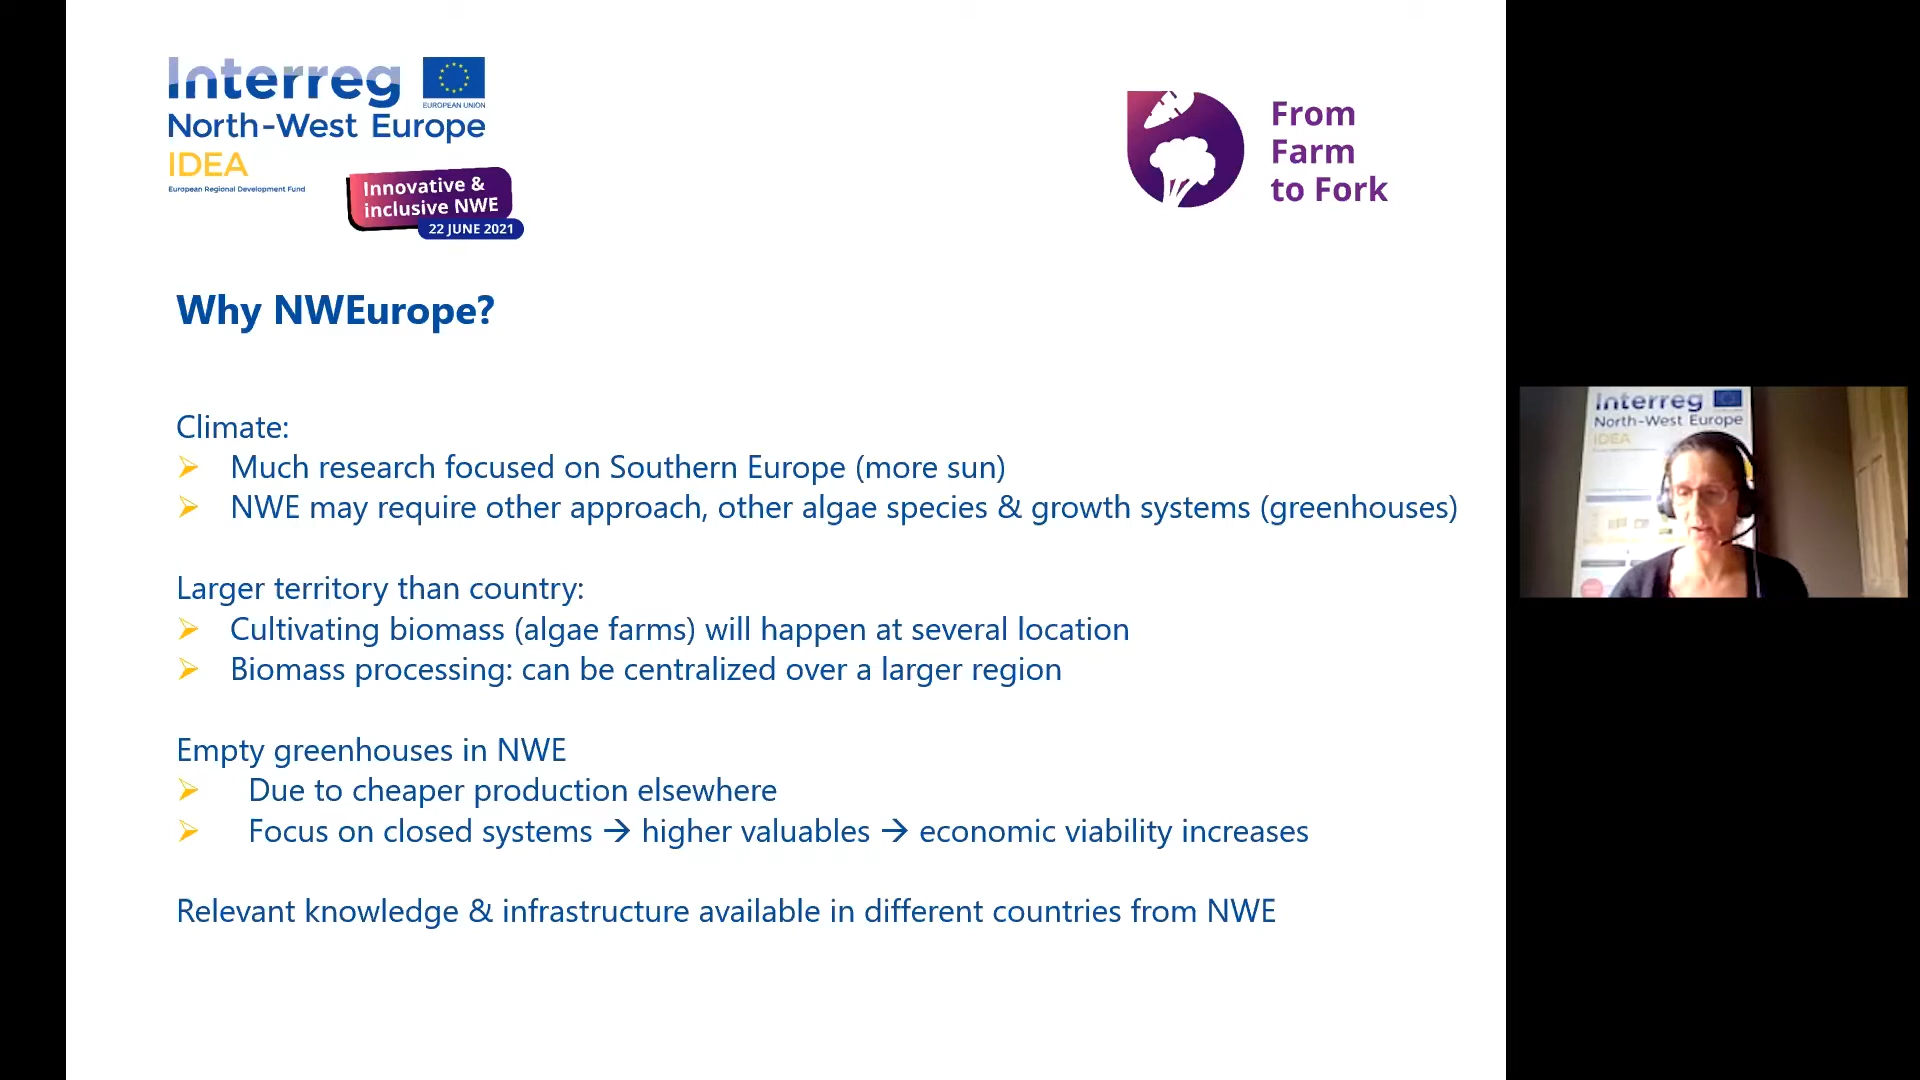 Interreg
EUROPEAN UNION
North-West Europe
IDEA
European Regional Development Fund
Innovative &
inclusive NWE
22 JUNE 2021
From
Farm
to Fork
Why NWEurope?
Climate:
Much research focused on Southern Europe (more sun)
NWE may require other approach, other algae species & growth systems (greenhouses)
Larger territory than country:
Cultivating biomass (algae farms) will happen at several location
Biomass processing: can be centralized over a larger region
Empty greenhouses in NWE
Due to cheaper production elsewhere
Focus on closed systems → higher valuables → economic viability increases
Relevant knowledge & infrastructure available in different countries from NWE
Interreg
North-West Europe
IDEA